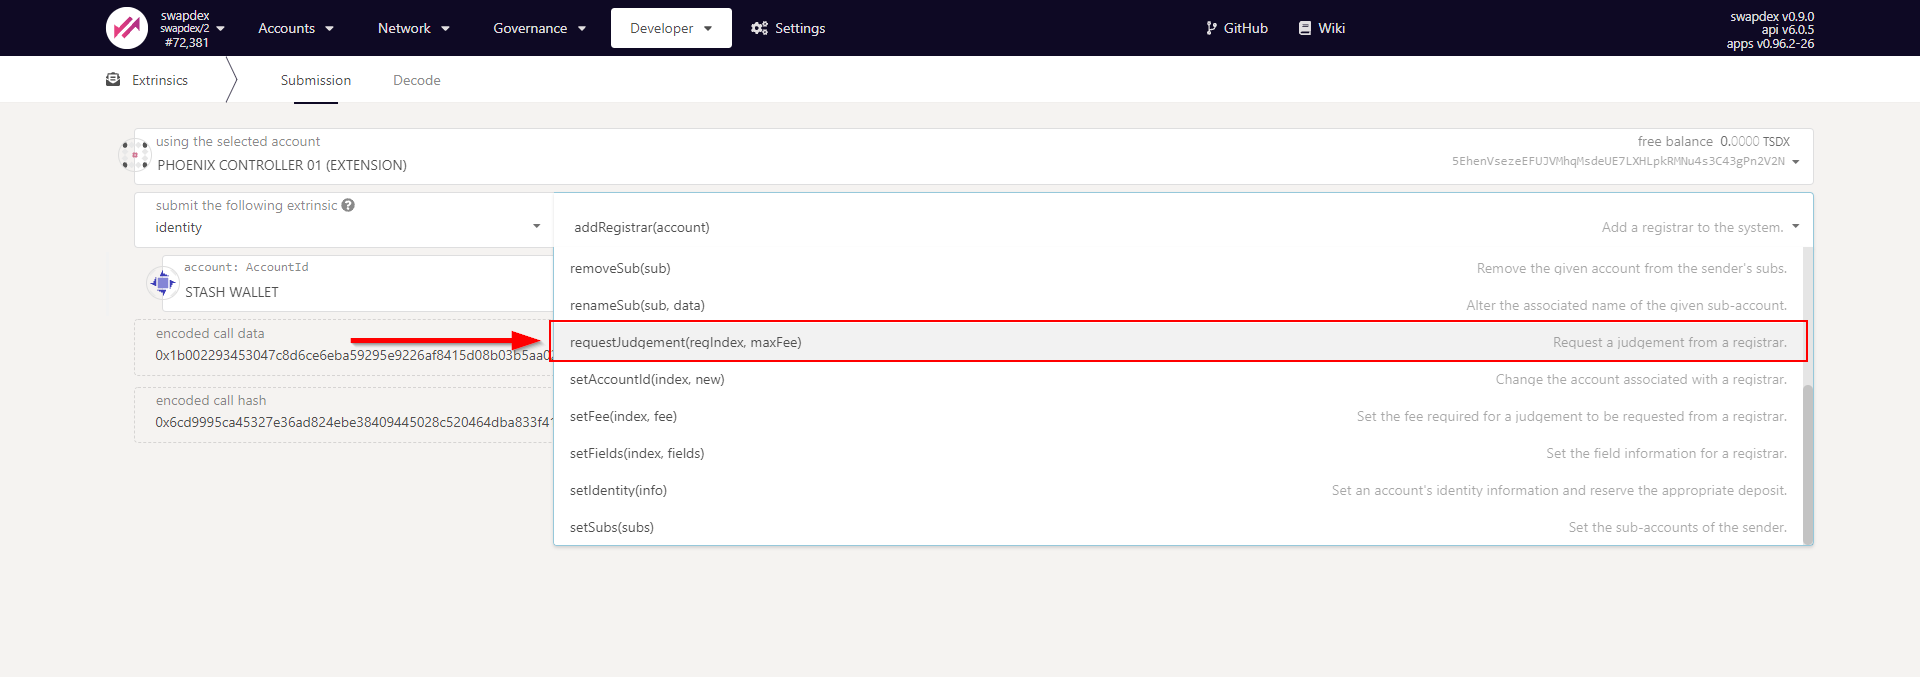 swapdex
swapdex/2
#72,381
Accounts
Network
Governance
Developer
Settings
GitHub
Wiki
swapdex v0.9.0
api v6.0.5
apps v0.96.2-26
Extrinsics
Submission
Decode
using the selected account
free balance 0.0000 TSDX
PHOENIX CONTROLLER 01 (EXTENSION)
5EhenVsezeEFUJVMhqMsdeUE7LXHLpkRMNu4s3C43gPn2V2N
submit the following extrinsic
identity
addRegistrar(account)
Add a registrar to the system.
account: AccountId
STASH WALLET
removeSub(sub)
Remove the given account from the sender's subs.
renameSub(sub, data)
Alter the associated name of the given sub-account.
encoded call data
0x1b002293453047c8d6ce6eba59295e9226af8415d08b03b5aa0
requestJudgement(regIndex, maxFee)
Request a judgement from a registrar.
setAccountId(index, new)
Change the account associated with a registrar.
encoded call hash
0x6cd9995ca45327e36ad824ebe38409445028c520464dba833f41
setFee(index, fee)
Set the fee required for a judgement to be requested from a registrar.
setFields(index, fields)
Set the field information for a registrar.
setIdentity(info)
Set an account's identity information and reserve the appropriate deposit.
setSubs(subs)
Set the sub-accounts of the sender.